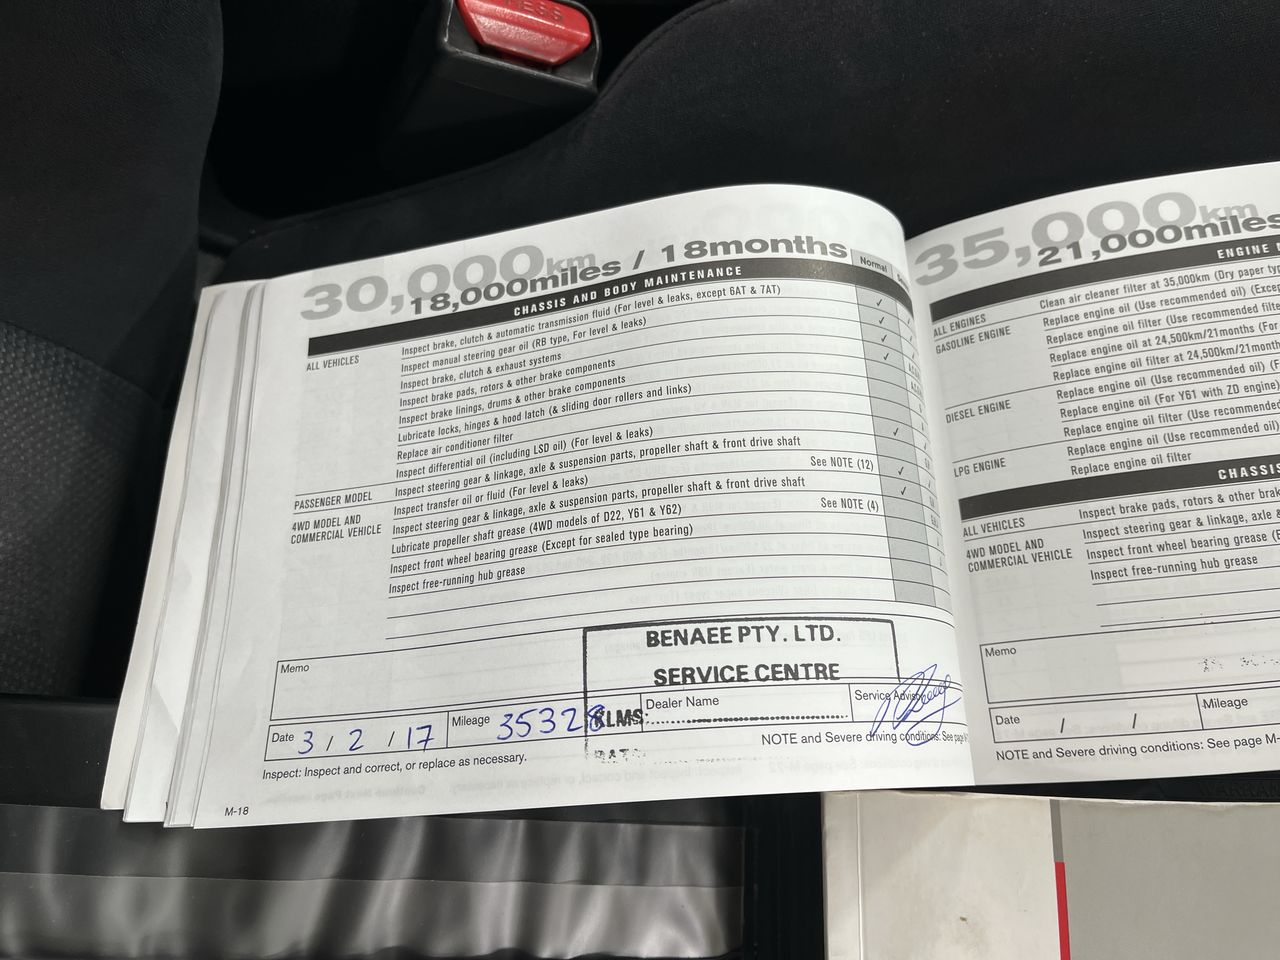 30,000km
18,000miles / 18months
CHASSIS AND BODY MAINTENANCE
Normal
ALL VEHICLES
Inspect brake, clutch & automatic transmission fluid (For level & leaks, except 6AT & 7AT) ✓
Inspect manual steering gear oil (RB type, For level & leaks) ✓
Inspect brake, clutch & exhaust systems ✓
Inspect brake pads, rotors & other brake components ✓
Inspect brake linings, drums & other brake components
Lubricate locks, hinges & hood latch (& sliding door rollers and links)
Replace air conditioner filter
Inspect differential oil (including LSD oil) (For level & leaks) ✓
PASSENGER MODEL
Inspect steering gear & linkage, axle & suspension parts, propeller shaft & front drive shaft
4WD MODEL AND
COMMERCIAL VEHICLE
Inspect transfer oil or fluid (For level & leaks) See NOTE (12) ✓
Inspect steering gear & linkage, axle & suspension parts, propeller shaft & front drive shaft ✓
Lubricate propeller shaft grease (4WD models of D22, Y61 & Y62) See NOTE (4)
Inspect front wheel bearing grease (Except for sealed type bearing)
Inspect free-running hub grease
Memo
BENAEE PTY. LTD.
SERVICE CENTRE
KLMS:
Date 3 / 2 / 17
Mileage 35328
Dealer Name
Service Advisor
Inspect: Inspect and correct, or replace as necessary.
NOTE and Severe driving conditions: See page M-
M-18
35,000km
21,000miles
ENGINE
ALL ENGINES
Clean air cleaner filter at 35,000km (Dry paper
GASOLINE ENGINE
Replace engine oil (Use recommended oil)
Replace engine oil filter (Use recommended
Replace engine oil at 24,500km/21months
Replace engine oil filter at 24,500km/21month
DIESEL ENGINE
Replace engine oil (Use recommended oil)
Replace engine oil (For Y61 with ZD engine)
Replace engine oil filter (Use recommended
LPG ENGINE
Replace engine oil (Use recommended oil)
Replace engine oil filter
CHASSIS
ALL VEHICLES
Inspect brake pads, rotors & other
4WD MODEL AND
COMMERCIAL VEHICLE
Inspect steering gear & linkage, axle &
Inspect front wheel bearing grease
Inspect free-running hub grease
Memo
Date / /
Mileage
NOTE and Severe driving conditions: See page M-